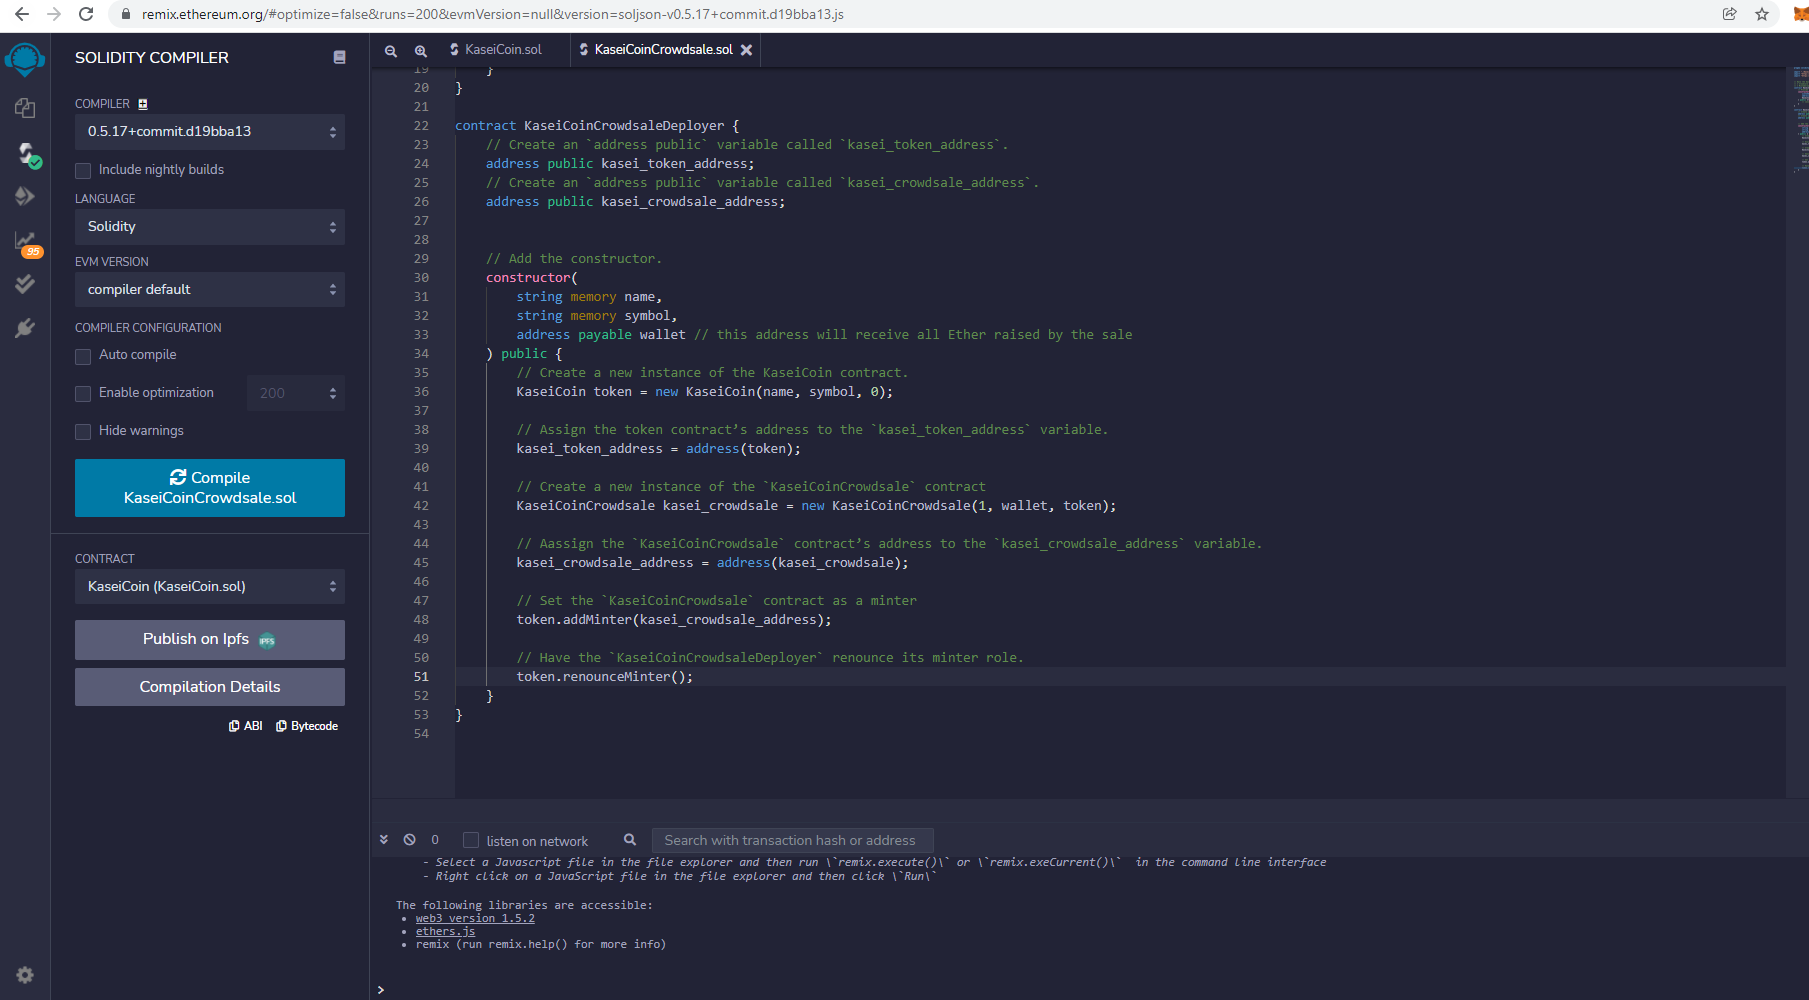 remix.ethereum.org/#optimize=false&runs=200&evmVersion=null&version=soljson-v0.5.17+commit.d19bba13.js
SOLIDITY COMPILER
COMPILER
0.5.17+commit.d19bba13
Include nightly builds
LANGUAGE
Solidity
EVM VERSION
compiler default
COMPILER CONFIGURATION
Auto compile
Enable optimization 200
Hide warnings
Compile
KaseiCoinCrowdsale.sol
CONTRACT
KaseiCoin (KaseiCoin.sol)
Publish on Ipfs IPFS
Compilation Details
ABI Bytecode
95
KaseiCoin.sol KaseiCoinCrowdsale.sol
19 }
20 }
21
22 contract KaseiCoinCrowdsaleDeployer {
23 // Create an `address public` variable called `kasei_token_address`.
24 address public kasei_token_address;
25 // Create an `address public` variable called `kasei_crowdsale_address`.
26 address public kasei_crowdsale_address;
27
28
29 // Add the constructor.
30 constructor(
31 string memory name,
32 string memory symbol,
33 address payable wallet // this address will receive all Ether raised by the sale
34 ) public {
35 // Create a new instance of the KaseiCoin contract.
36 KaseiCoin token = new KaseiCoin(name, symbol, 0);
37
38 // Assign the token contract’s address to the `kasei_token_address` variable.
39 kasei_token_address = address(token);
40
41 // Create a new instance of the `KaseiCoinCrowdsale` contract
42 KaseiCoinCrowdsale kasei_crowdsale = new KaseiCoinCrowdsale(1, wallet, token);
43
44 // Aassign the `KaseiCoinCrowdsale` contract’s address to the `kasei_crowdsale_address` variable.
45 kasei_crowdsale_address = address(kasei_crowdsale);
46
47 // Set the `KaseiCoinCrowdsale` contract as a minter
48 token.addMinter(kasei_crowdsale_address);
49
50 // Have the `KaseiCoinCrowdsaleDeployer` renounce its minter role.
51 token.renounceMinter();
52 }
53 }
54
0 listen on network Search with transaction hash or address
- Select a Javascript file in the file explorer and then run \`remix.execute()\` or \`remix.exeCurrent()\` in the command line interface
- Right click on a JavaScript file in the file explorer and then click \`Run\`
The following libraries are accessible:
• web3 version 1.5.2
• ethers.js
• remix (run remix.help() for more info)
>